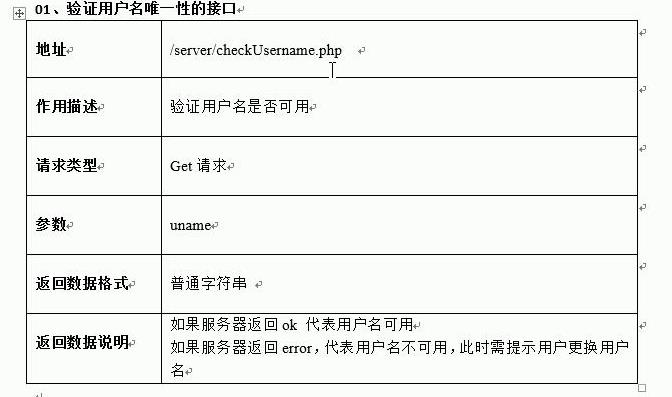 01、验证用户名唯一性的接口
地址 /server/checkUsername.php
作用描述 验证用户名是否可用
请求类型 Get 请求
参数 uname
返回数据格式 普通字符串
返回数据说明 如果服务器返回 ok 代表用户名可用
如果服务器返回 error，代表用户名不可用，此时需提示用户更换用户
名